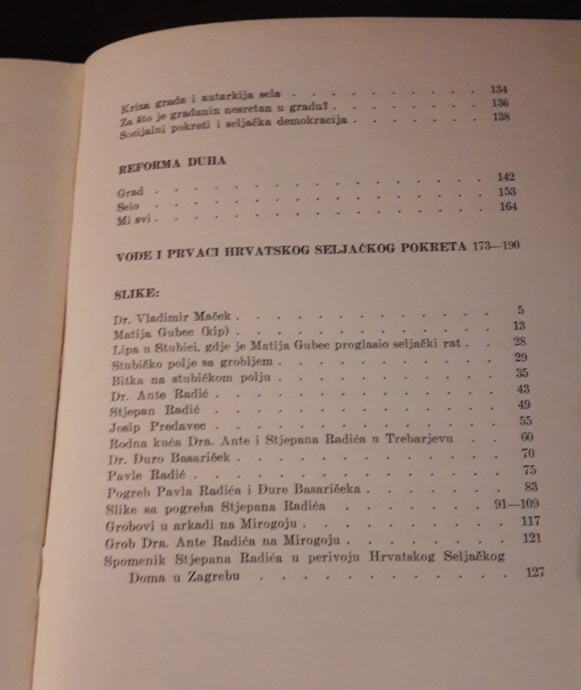 Kriza grada i autarkija sela . . . . . . . . . . 134
Za što je građanin nesretan u gradu? . . . . . . . 136
Socijalni pokreti i seljačka demokracija . . . . . . 138
REFORMA DUHA
Grad . . . . . . . . . . . . . . . . . 142
Selo . . . . . . . . . . . . . . . . . 153
Mi svi . . . . . . . . . . . . . . . . 164
VOĐE I PRVACI HRVATSKOG SELJAČKOG POKRETA 173—190
SLIKE:
Dr. Vladimir Maček . . . . . . . . . . . . 5
Matija Gubec (kip) . . . . . . . . . . . . 13
Lipa u Stubici, gdje je Matija Gubec proglasio seljački rat . . 28
Stubičko polje sa grobljem . . . . . . . . . . 29
Bitka na stubičkom polju . . . . . . . . . . 35
Dr. Ante Radić . . . . . . . . . . . . . 43
Stjepan Radić . . . . . . . . . . . . . 49
Josip Predavec . . . . . . . . . . . . . 55
Rodna kuća Dra. Ante i Stjepana Radića u Trebarjevu . . 60
Dr. Đuro Basariček . . . . . . . . . . . . 70
Pavle Radić . . . . . . . . . . . . . . 75
Pogreb Pavla Radića i Đure Basaričeka . . . . . . 83
Slike sa pogreba Stjepana Radića . . . . . . . 91—109
Grobovi u arkadi na Mirogoju . . . . . . . . . 117
Grob Dra. Ante Radića na Mirogoju . . . . . . . 121
Spomenik Stjepana Radića u perivoju Hrvatskog Seljačkog
Doma u Zagrebu . . . . . . . . . . 127